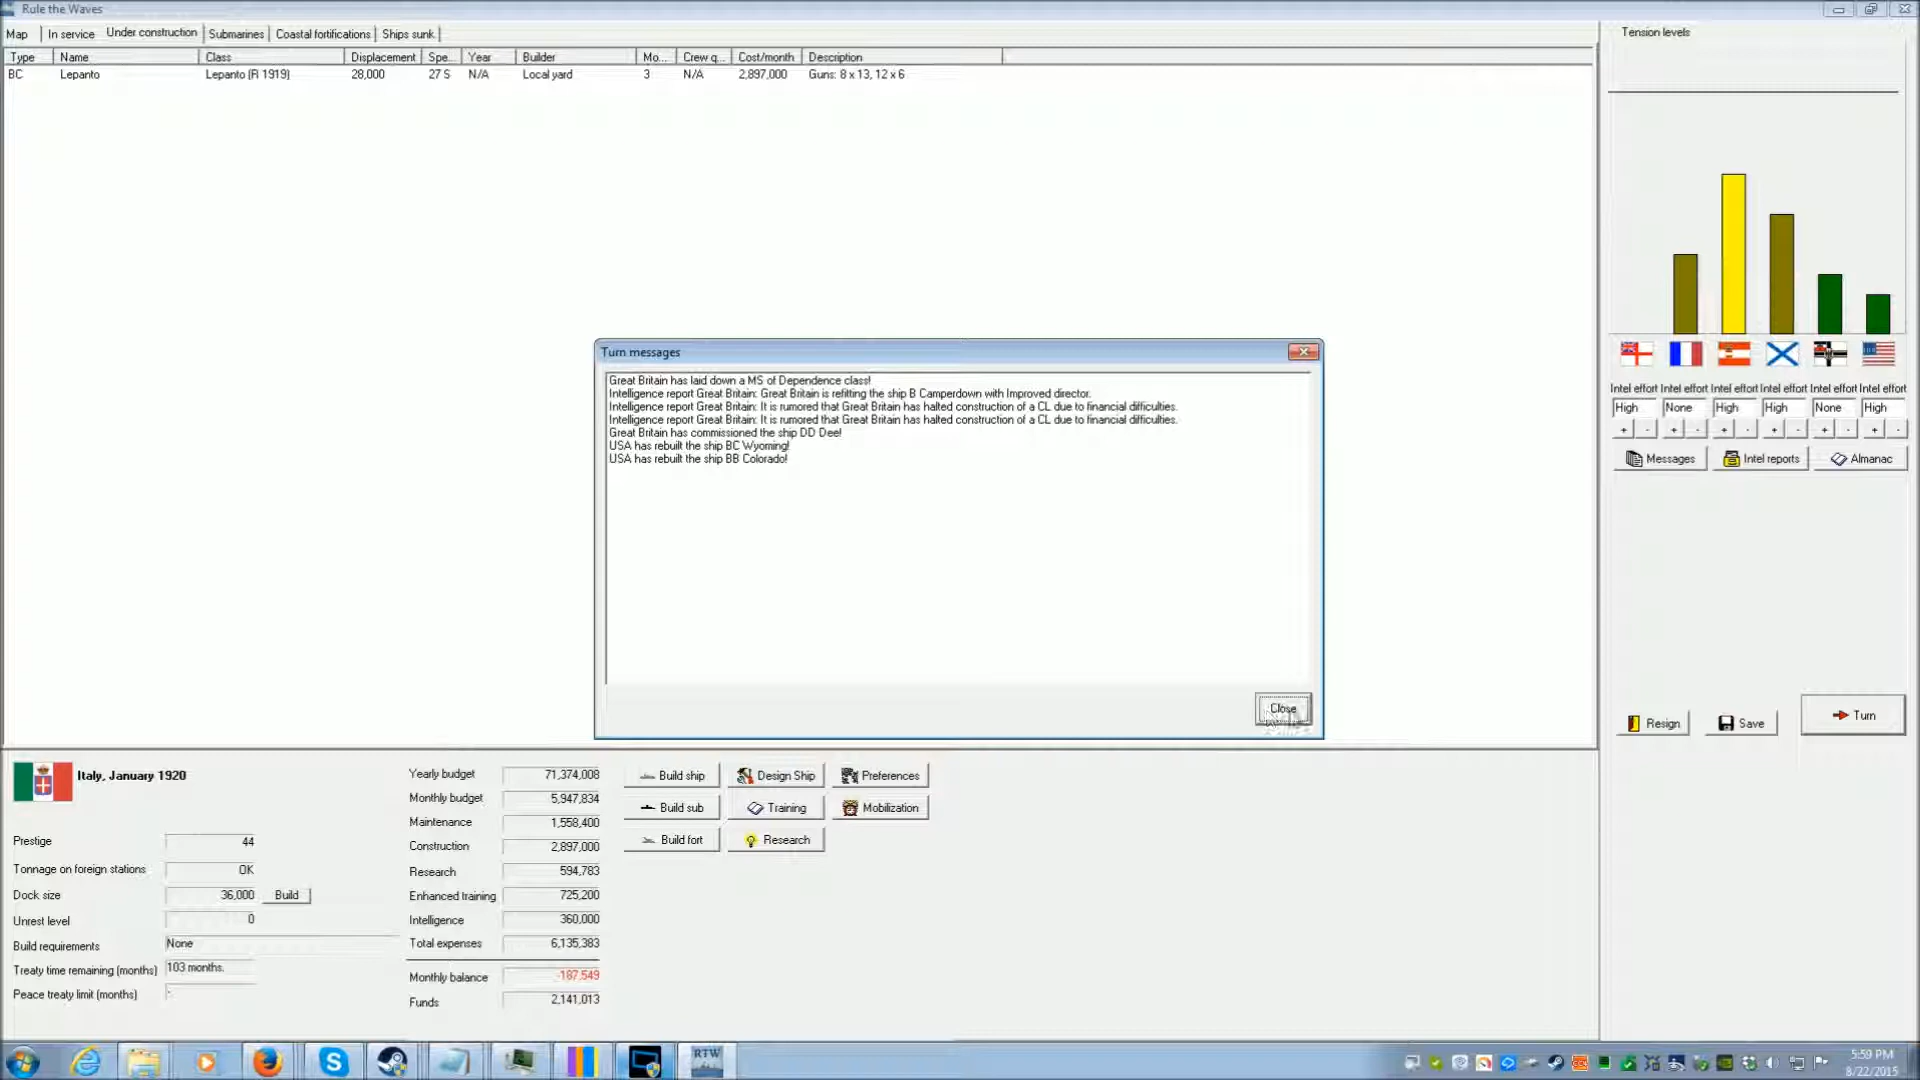 Rule the Waves
Map In service Under construction Submarines Coastal fortifications Ships sunk
Type Name Class Displacement Spe... Year Builder Mo... Crew q... Cost/month Description
BC Lepanto Lepanto (R 1919) 28,000 27 S N/A Local yard 3 N/A 2,897,000 Guns: 8 x 13, 12 x 6
Tension levels
Turn messages
Great Britain has laid down a MS of Dependence class!
Intelligence report Great Britain: Great Britain is refitting the ship B Camperdown with Improved director.
Intelligence report Great Britain: It is rumored that Great Britain has halted construction of a CL due to financial difficulties.
Intelligence report Great Britain: It is rumored that Great Britain has halted construction of a CL due to financial difficulties.
Great Britain has commissioned the ship DD Dee!
USA has rebuilt the ship BC Wyoming!
USA has rebuilt the ship BB Colorado!
Close
Intel effort Intel effort Intel effort Intel effort Intel effort Intel effort
High None High High None High
+ - + - + - + - + - + -
Messages Intel reports Almanac
Resign Save Turn
Italy, January 1920
Prestige 44
Tonnage on foreign stations OK
Dock size 36,000 Build
Unrest level 0
Build requirements None
Treaty time remaining (months) 103 months.
Peace treaty limit (months) -
Yearly budget 71,374,008
Monthly budget 5,947,834
Maintenance 1,558,400
Construction 2,897,000
Research 594,783
Enhanced training 725,200
Intelligence 360,000
Total expenses 6,135,383
Monthly balance -187,549
Funds 2,141,013
Build ship Design Ship Preferences
Build sub Training Mobilization
Build fort Research
RTW
5:59 PM
8/22/2015